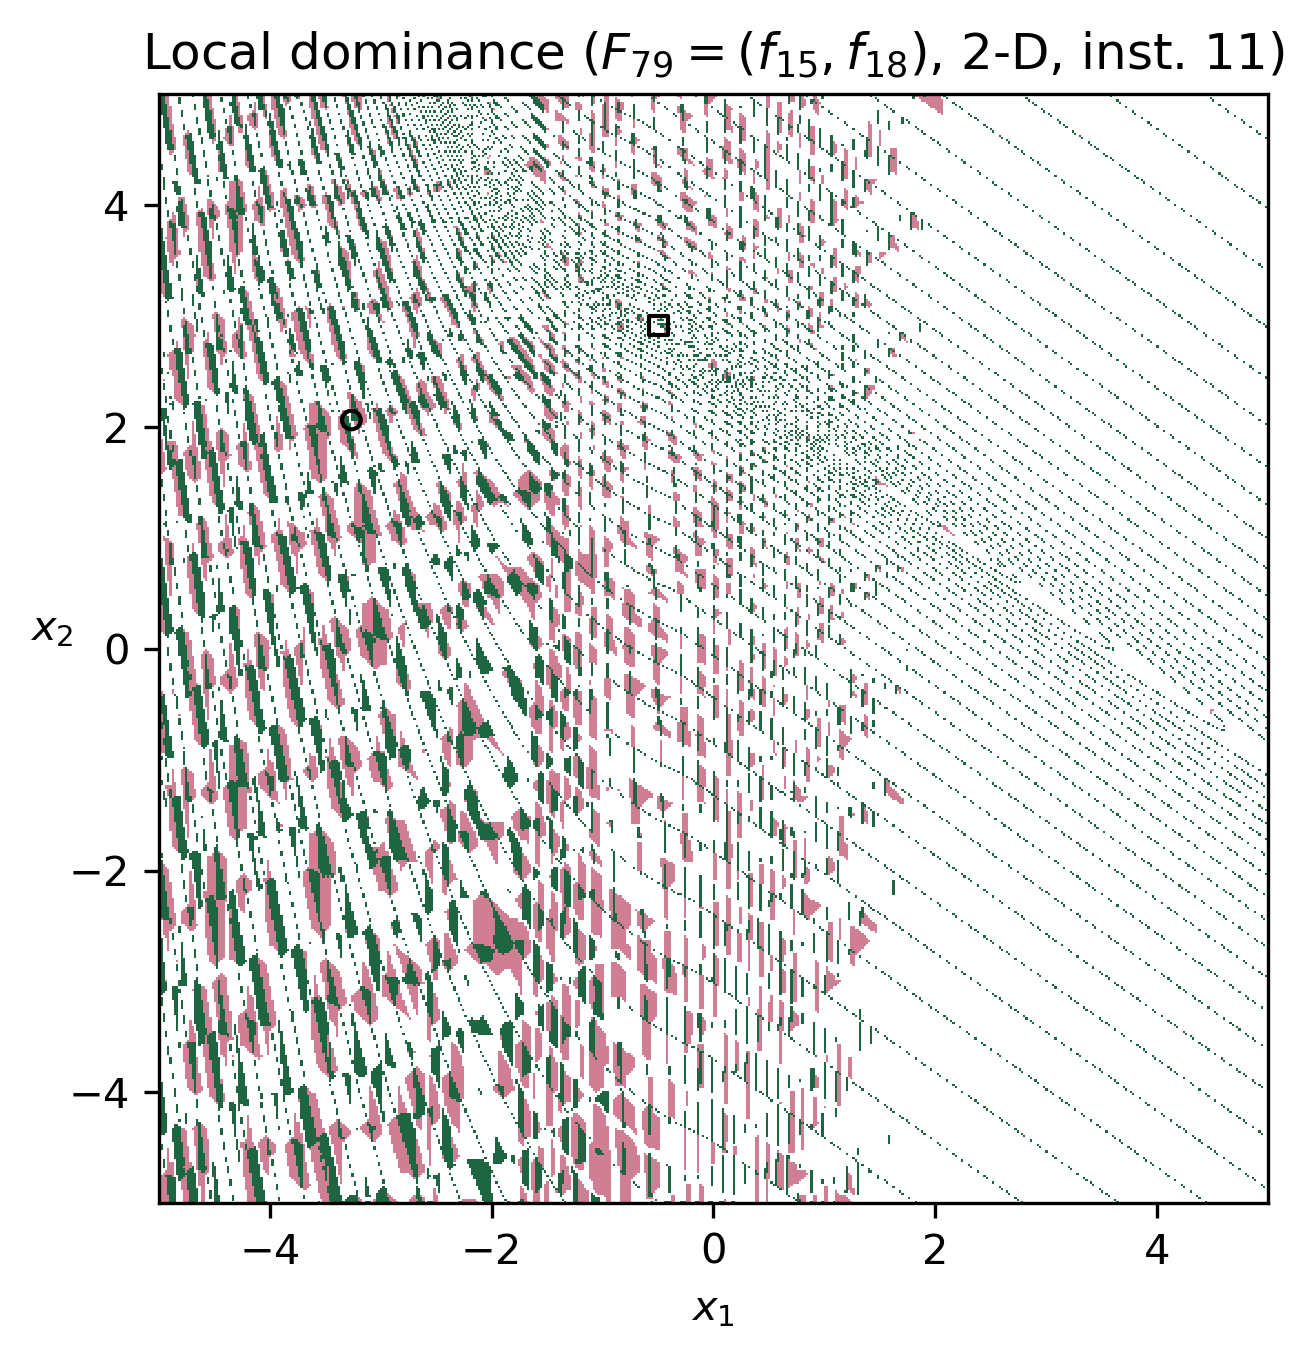 Local dominance (F₇₉ = (f₁₅, f₁₈), 2-D, inst. 11)
4
2
x₂
0
−2
−4
−4 −2 0 2 4
x₁